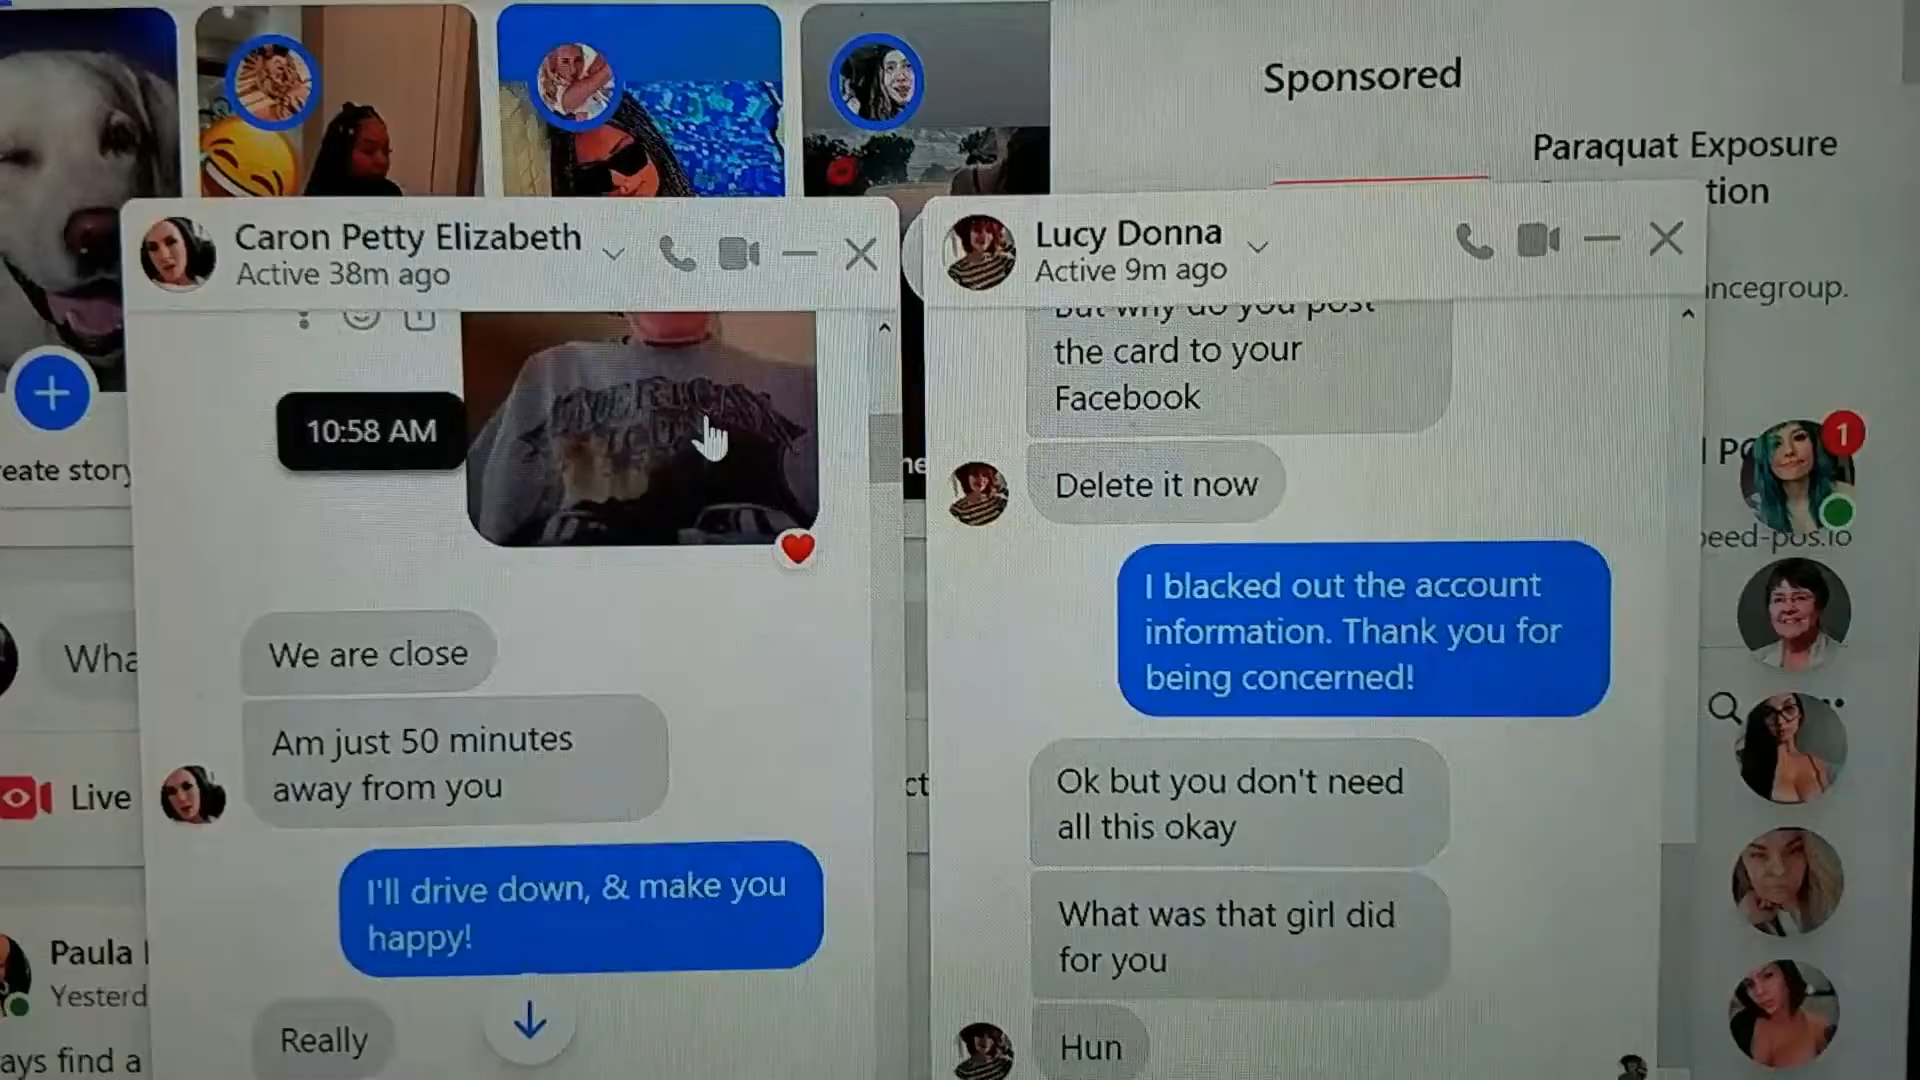 Sponsored
Paraquat Exposure
tion
ncegroup.
eed-pos.io
1
eate story
Wha
Live
Paula
Yesterd
ays find a
Caron Petty Elizabeth
Active 38m ago
10:58 AM
We are close
Am just 50 minutes
away from you
I'll drive down, & make you
happy!
Really
Lucy Donna
Active 9m ago
But why do you post
the card to your
Facebook
Delete it now
I blacked out the account
information. Thank you for
being concerned!
Ok but you don't need
all this okay
What was that girl did
for you
Hun